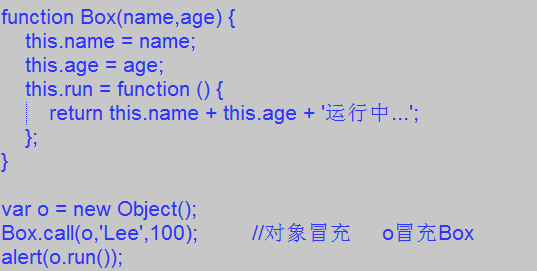 function Box(name,age) {
    this.name = name;
    this.age = age;
    this.run = function () {
        return this.name + this.age + '运行中...';
    };
}
var o = new Object();
Box.call(o,'Lee',100);        //对象冒充    o冒充Box
alert(o.run());